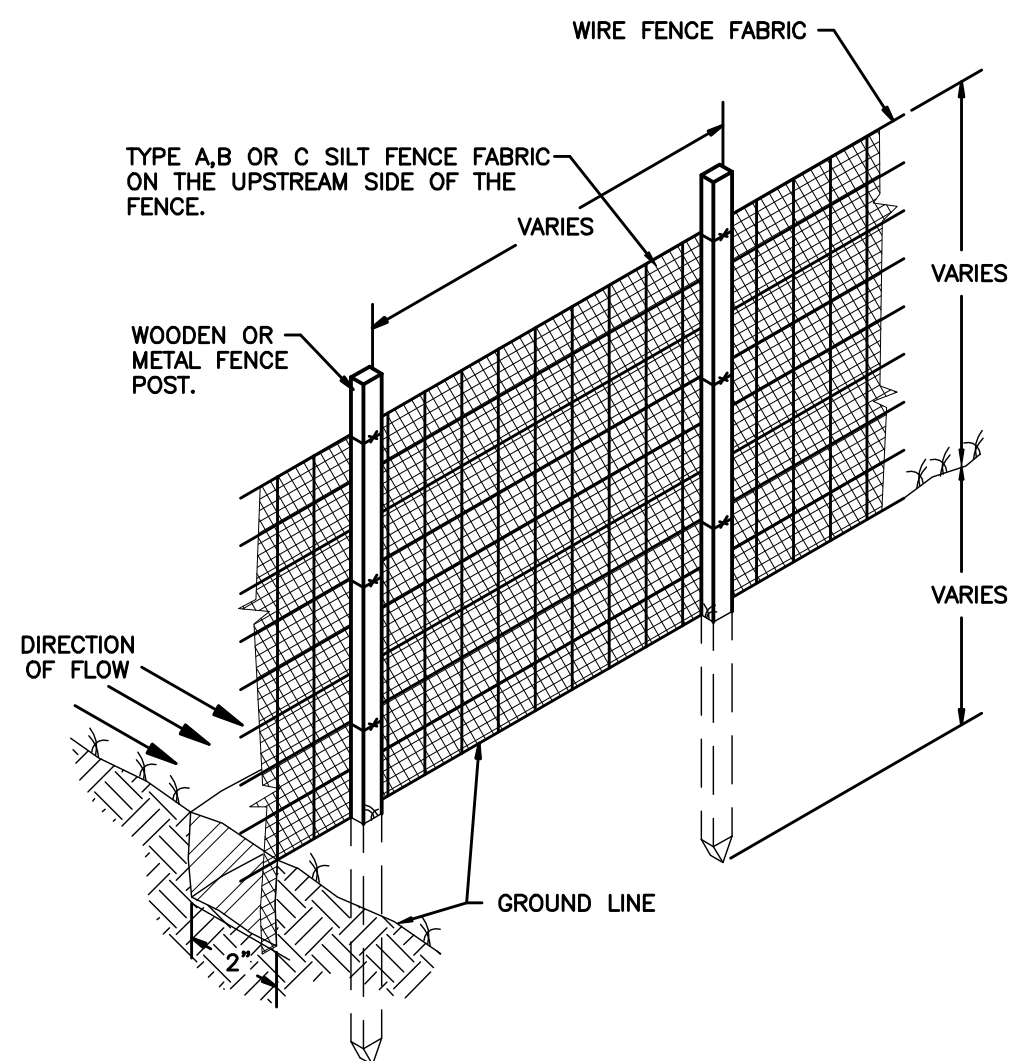 WIRE FENCE FABRIC
TYPE A,B OR C SILT FENCE FABRIC
ON THE UPSTREAM SIDE OF THE
FENCE.
VARIES
VARIES
WOODEN OR
METAL FENCE
POST.
VARIES
DIRECTION
OF FLOW
GROUND LINE
2"